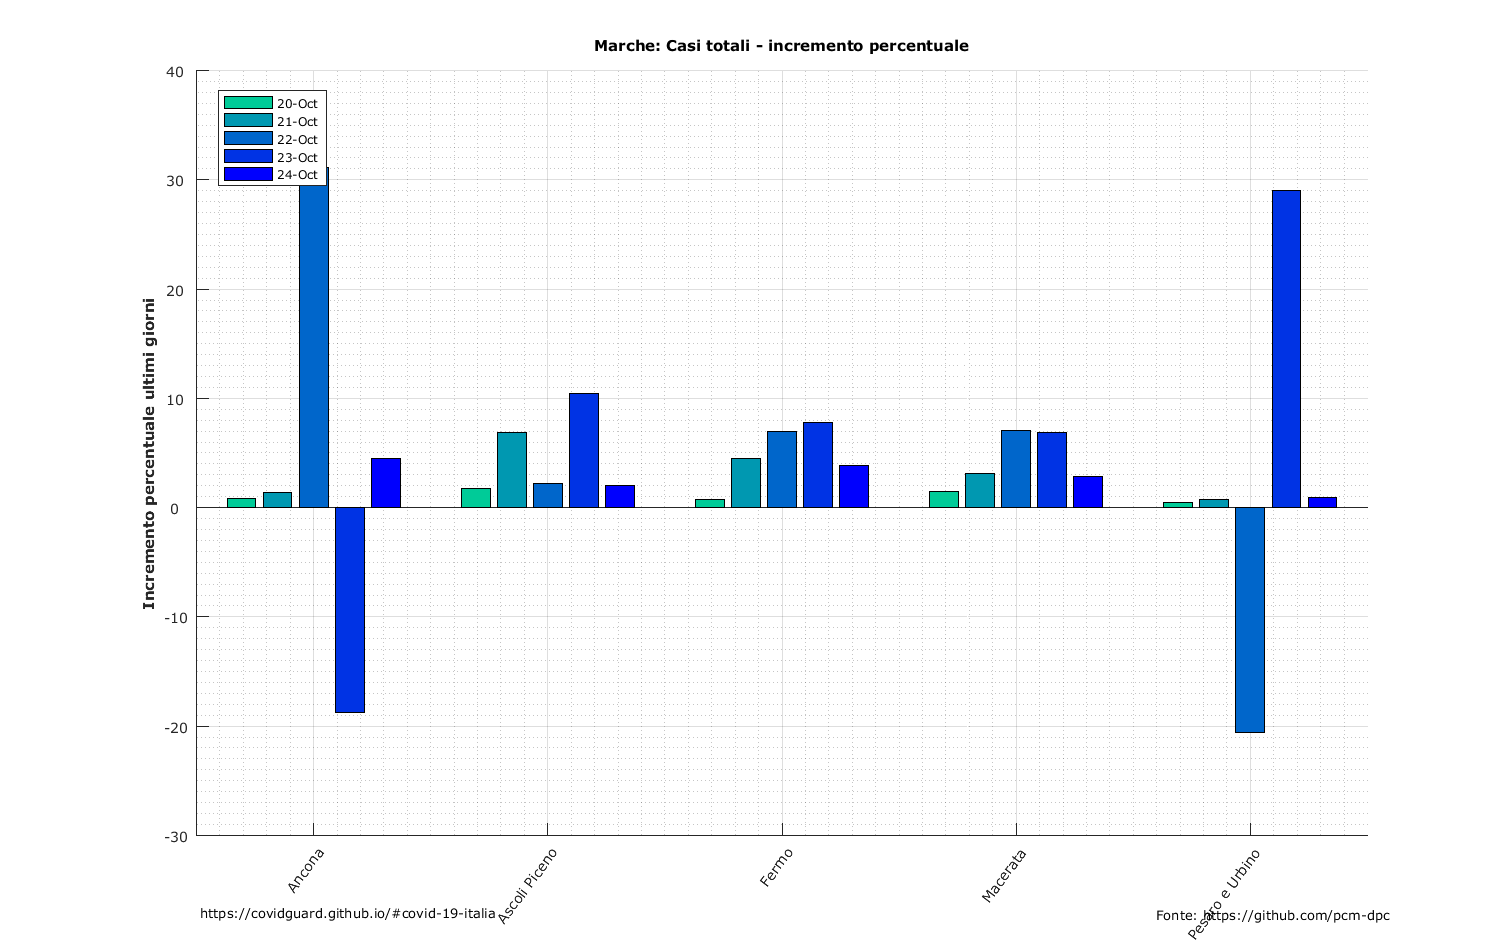 Marche: Casi totali - incremento percentuale
Incremento percentuale ultimi giorni
40
30
20
10
0
-10
-20
-30
20-Oct
21-Oct
22-Oct
23-Oct
24-Oct
Ancona
Ascoli Piceno
Fermo
Macerata
Pesaro e Urbino
https://covidguard.github.io/#covid-19-italia
Fonte: https://github.com/pcm-dpc